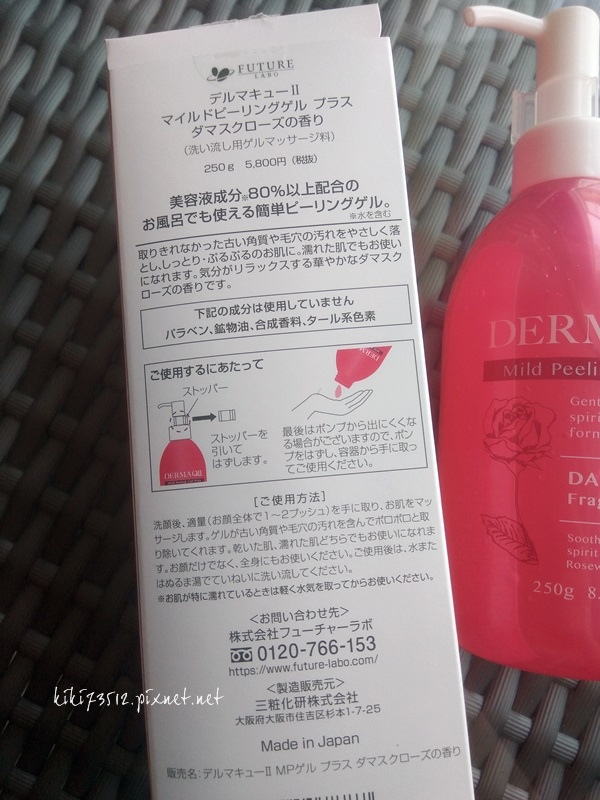 FUTURE
LABO
デルマキューⅡ
マイルドピーリングゲル プラス
ダマスクローズの香り
(洗い流し用ゲルマッサージ料)
250g 5,800円(税抜)
美容液成分※80%以上配合の
お風呂でも使える簡単ピーリングゲル。
※水を含む
取りきれなかった古い角質や毛穴の汚れをやさしく落
とし、しっとり・ぷるぷるのお肌に。濡れた肌でもお使い
になれます。気分がリラックスする華やかなダマスク
ローズの香りです。
下記の成分は使用していません
パラベン、鉱物油、合成香料、タール系色素
ご使用するにあたって
ストッパー
ストッパーを
引いて
はずします。
DERMA QII
最後はポンプから出にくくな
る場合がございますので、ポン
プをはずし、容器から手に取っ
てご使用ください。
[ご使用方法]
洗顔後、適量(お顔全体で1〜2プッシュ)を手に取り、お肌をマッ
サージします。ゲルが古い角質や毛穴の汚れを含んでポロポロと取
り除いてくれます。乾いた肌、濡れた肌どちらでもお使いになれま
す。お顔だけでなく、全身にもお使いください。ご使用後は、水また
はぬるま湯でていねいに洗い流してください。
※お肌が特に濡れているときは軽く水気を取ってからお使いください。
<お問い合わせ先>
株式会社フューチャーラボ
0120-766-153
https://www.future-labo.com/
<製造販売元>
三粧化研株式会社
大阪府大阪市住吉区杉本1-7-25
Made in Japan
販売名:デルマキューⅡ MPゲル プラス ダマスクローズの香り
DERM
Mild Peeli
Gent
spiri
form
DA
Frag
Sooth
spirit
Rosew
250g 8.
kiki73512.pixnet.net